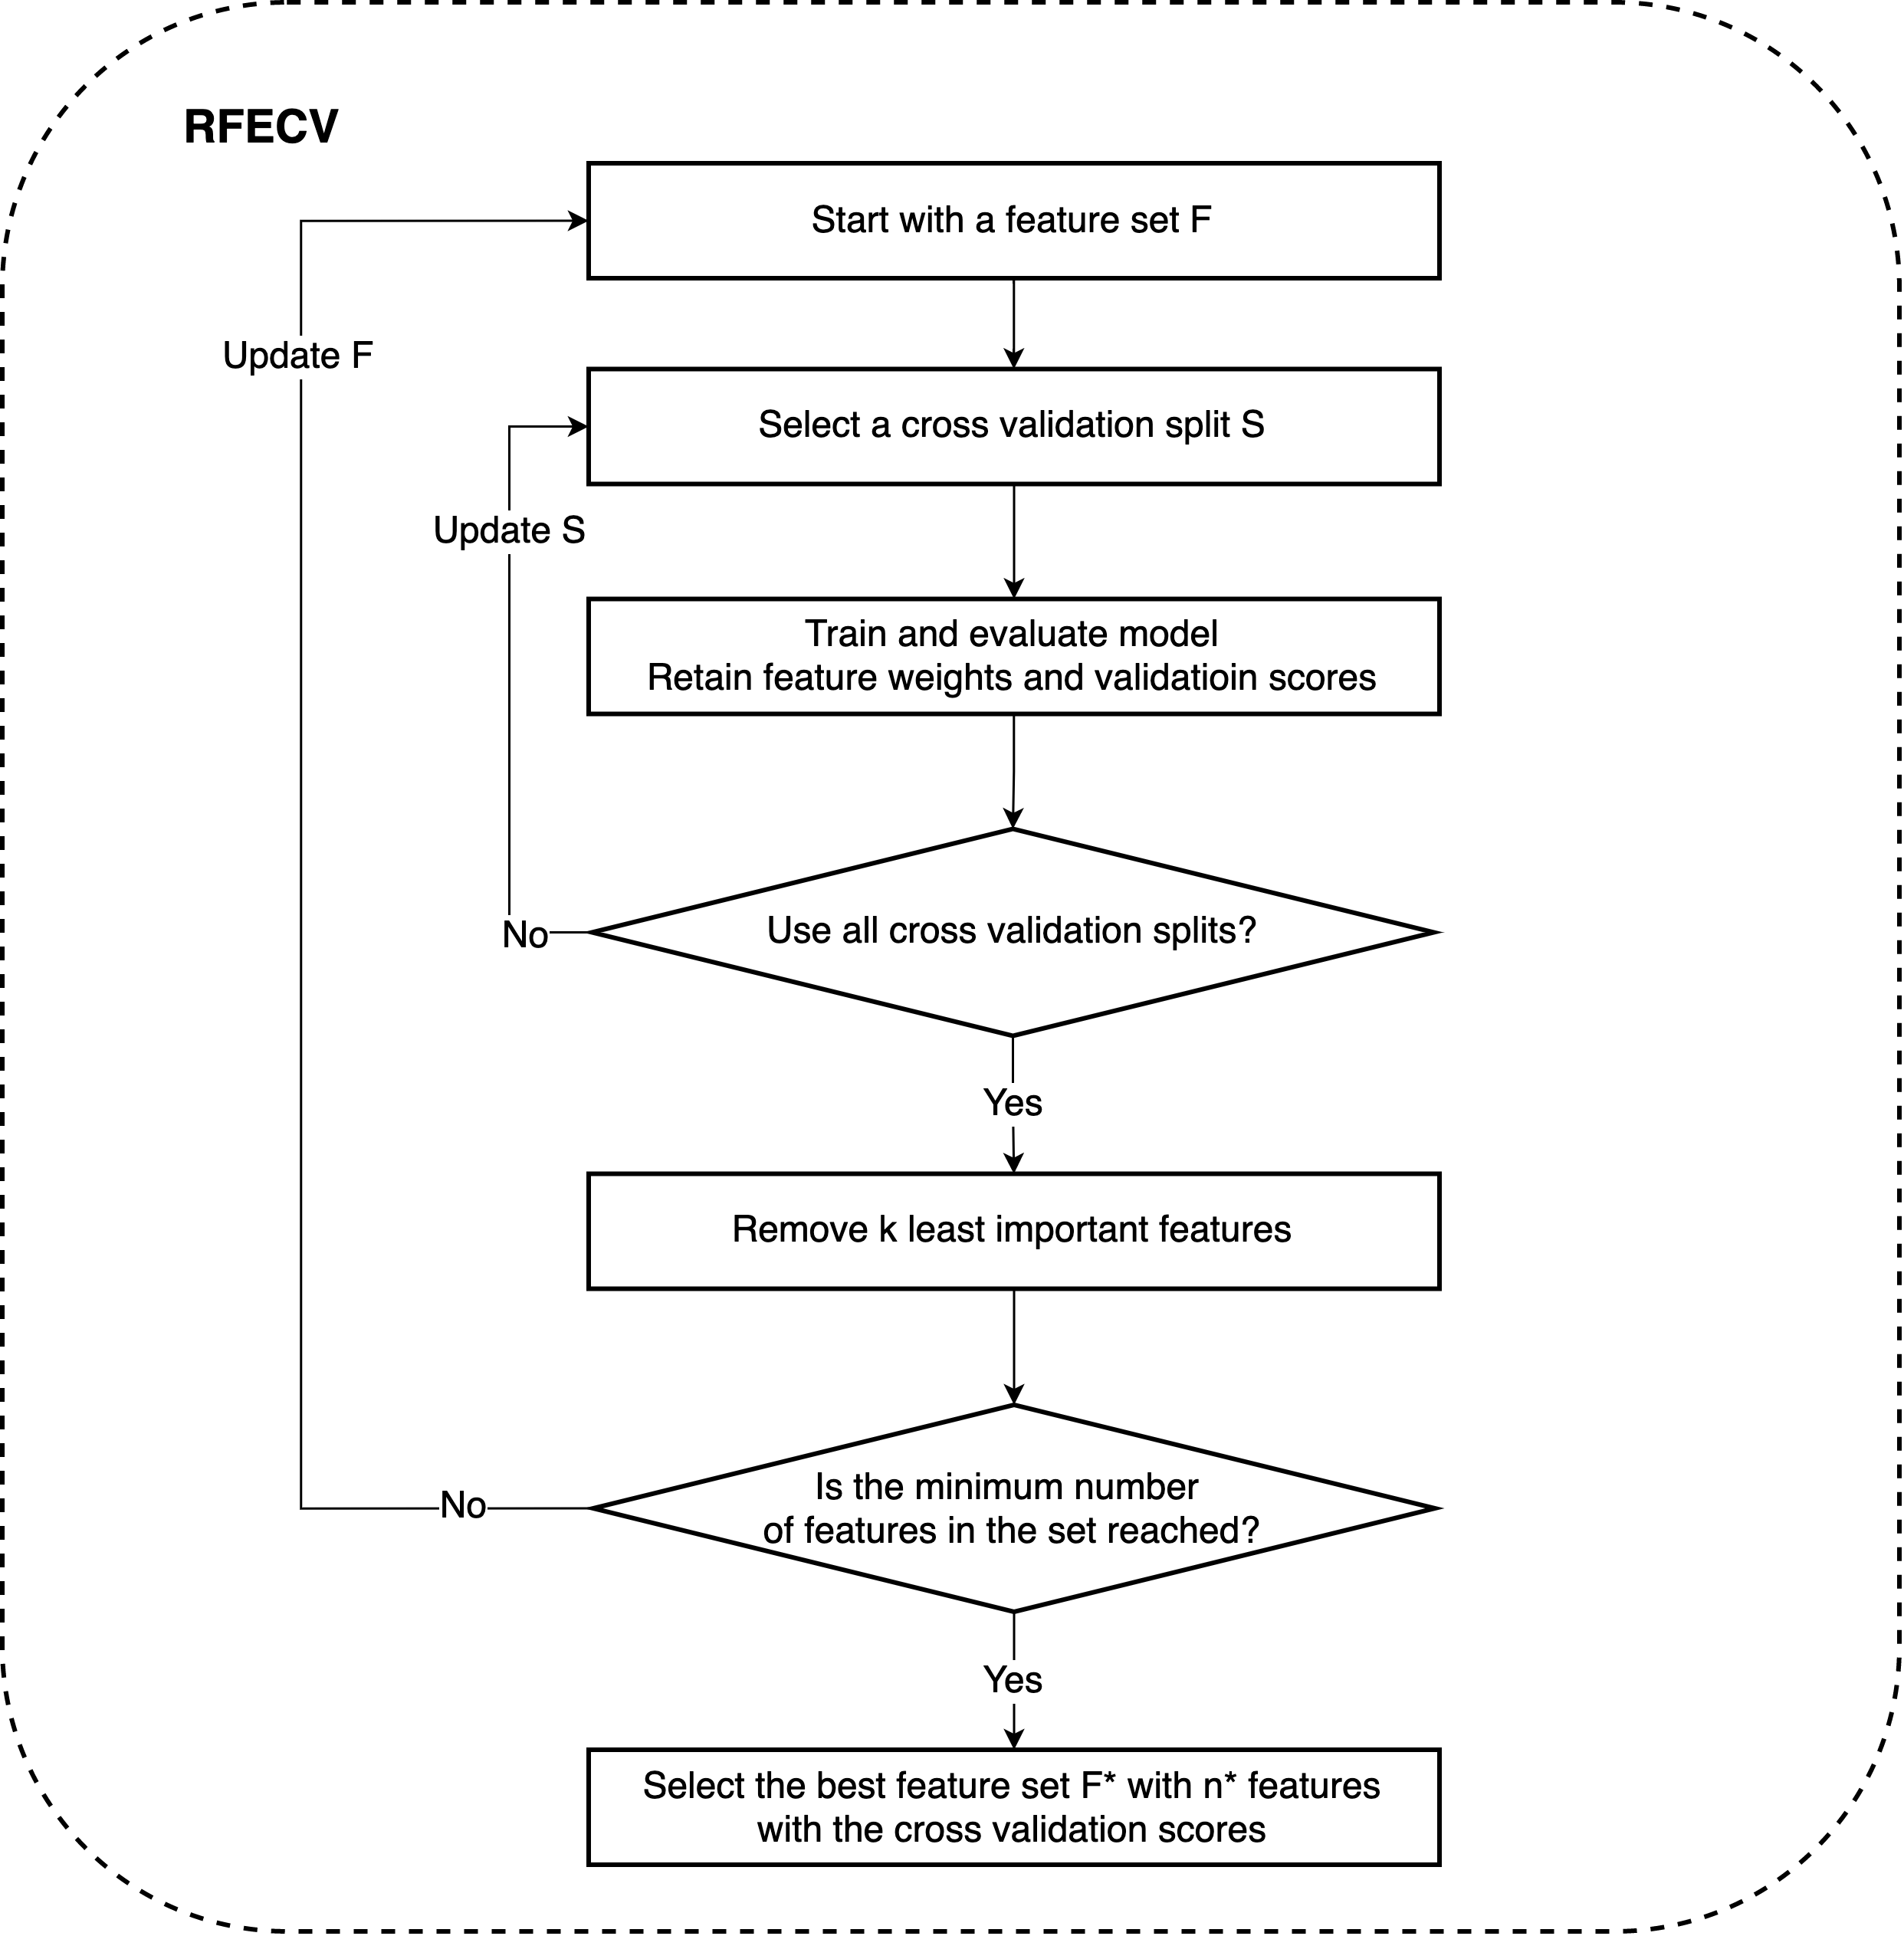 RFECV
Start with a feature set F
Update F
Select a cross validation split S
Update S
Train and evaluate model
Retain feature weights and validatioin scores
Use all cross validation splits?
No
Yes
Remove k least important features
Is the minimum number
of features in the set reached?
No
Yes
Select the best feature set F* with n* features
with the cross validation scores